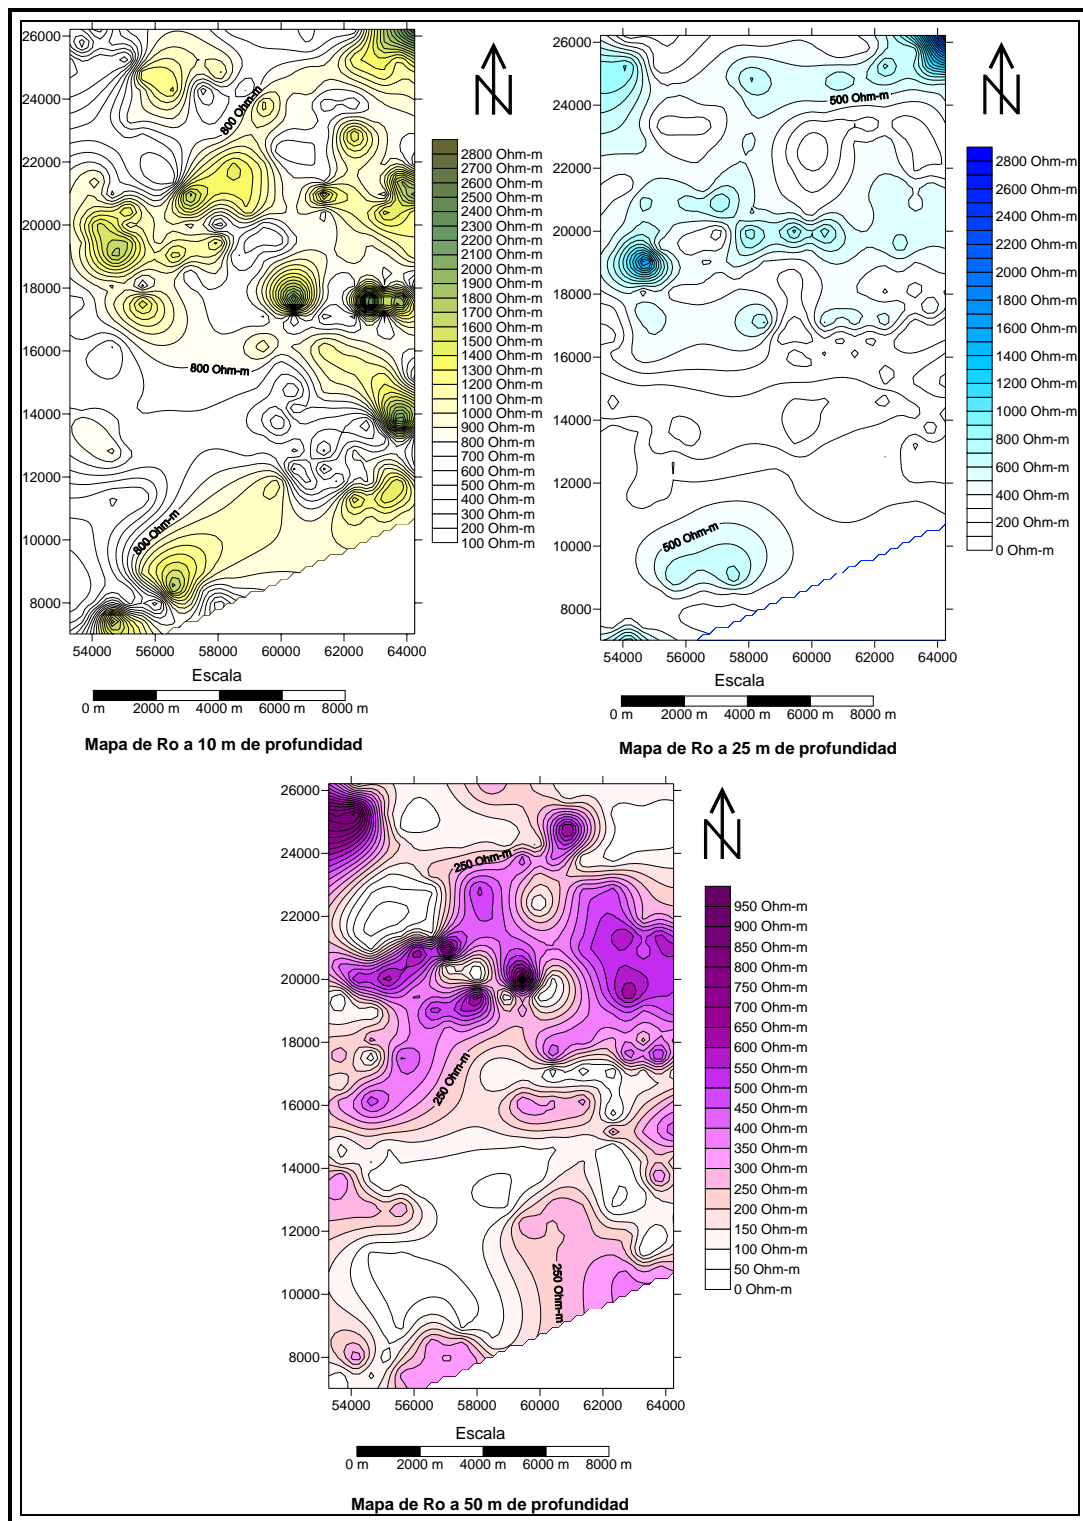 26000
24000
22000
20000
18000
16000
14000
12000
10000
8000
54000 56000 58000 60000 62000 64000
800 Ohm-m
800 Ohm-m
800 Ohm-m
N
2800 Ohm-m
2700 Ohm-m
2600 Ohm-m
2500 Ohm-m
2400 Ohm-m
2300 Ohm-m
2200 Ohm-m
2100 Ohm-m
2000 Ohm-m
1900 Ohm-m
1800 Ohm-m
1700 Ohm-m
1600 Ohm-m
1500 Ohm-m
1400 Ohm-m
1300 Ohm-m
1200 Ohm-m
1100 Ohm-m
1000 Ohm-m
900 Ohm-m
800 Ohm-m
700 Ohm-m
600 Ohm-m
500 Ohm-m
400 Ohm-m
300 Ohm-m
200 Ohm-m
100 Ohm-m
Escala
0 m 2000 m 4000 m 6000 m 8000 m
Mapa de Ro a 10 m de profundidad
26000
24000
22000
20000
18000
16000
14000
12000
10000
8000
54000 56000 58000 60000 62000 64000
500 Ohm-m
500 Ohm-m
N
2800 Ohm-m
2600 Ohm-m
2400 Ohm-m
2200 Ohm-m
2000 Ohm-m
1800 Ohm-m
1600 Ohm-m
1400 Ohm-m
1200 Ohm-m
1000 Ohm-m
800 Ohm-m
600 Ohm-m
400 Ohm-m
200 Ohm-m
0 Ohm-m
Escala
0 m 2000 m 4000 m 6000 m 8000 m
Mapa de Ro a 25 m de profundidad
26000
24000
22000
20000
18000
16000
14000
12000
10000
8000
54000 56000 58000 60000 62000 64000
250 Ohm-m
250 Ohm-m
250 Ohm-m
N
950 Ohm-m
900 Ohm-m
850 Ohm-m
800 Ohm-m
750 Ohm-m
700 Ohm-m
650 Ohm-m
600 Ohm-m
550 Ohm-m
500 Ohm-m
450 Ohm-m
400 Ohm-m
350 Ohm-m
300 Ohm-m
250 Ohm-m
200 Ohm-m
150 Ohm-m
100 Ohm-m
50 Ohm-m
0 Ohm-m
Escala
0 m 2000 m 4000 m 6000 m 8000 m
Mapa de Ro a 50 m de profundidad